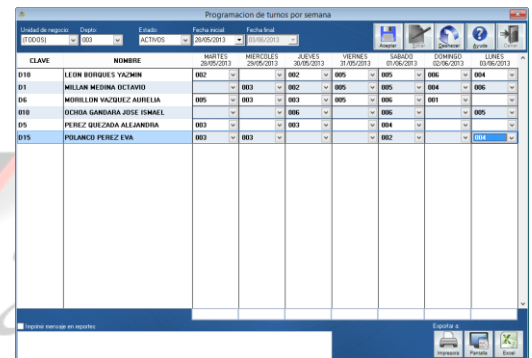 Programacion de turnos por semana
Unidad de negocio: Depto: Estado: Fecha inicial Fecha final
(TODOS) 003 ACTIVOS 28/05/2013 03/06/2013
Aceptar Deshacer Ayuda Cerrar
CLAVE NOMBRE MARTES MIERCOLES JUEVES VIERNES SABADO DOMINGO LUNES
28/05/2013 29/05/2013 30/05/2013 31/05/2013 01/06/2013 02/06/2013 03/06/2013
D10 LEON BORQUES YAZMIN 002 002 005 005 006 004
D1 MILLAN MEDINA OCTAVIO 003 002 005 004 006
D6 MORILLON VAZQUEZ AURELIA 005 003 003 005 006 001
010 OCHOA GANDARA JOSE ISMAEL 006 006 005
D5 PEREZ QUEZADA ALEJANDRA 003 003 004
D15 POLANCO PEREZ EVA 003 003 002 004
Imprimir mensaje en reportes: Exportar a:
Impresora Pantalla Excel